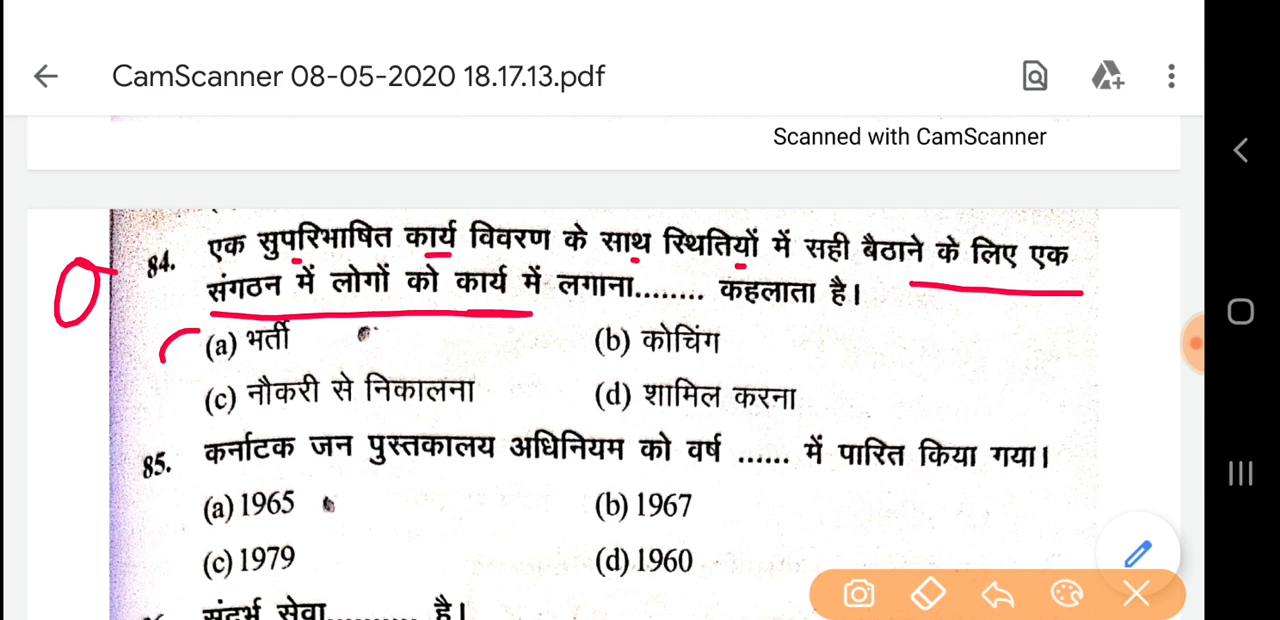 CamScanner 08-05-2020 18.17.13.pdf
Scanned with CamScanner
84. एक सुपरिभाषित कार्य विवरण के साथ स्थितियों में सही बैठाने के लिए एक
संगठन में लोगों को कार्य में लगाना........ कहलाता है।
(a) भर्ती (b) कोचिंग
(c) नौकरी से निकालना (d) शामिल करना
85. कर्नाटक जन पुस्तकालय अधिनियम को वर्ष ...... में पारित किया गया।
(a) 1965 (b) 1967
(c) 1979 (d) 1960
संदर्भ सेवा.......... है।